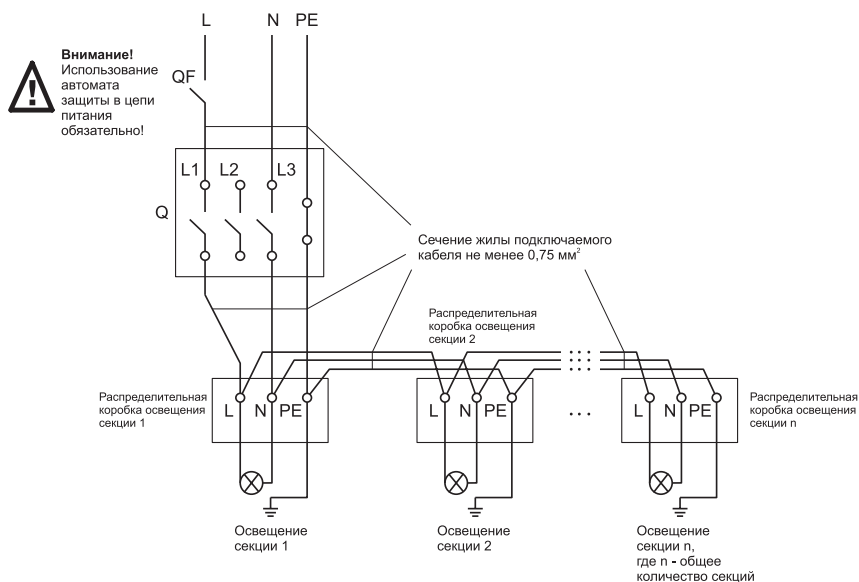 L N PE
Внимание!
Использование
автомата
защиты в цепи
питания
обязательно!
QF
L1 L2 L3
Q
Сечение жилы подключаемого
кабеля не менее 0,75 мм²
Распределительная
коробка освещения
секции 2
Распределительная
коробка освещения
секции 1
L N PE
L N PE
...
L N PE
Распределительная
коробка освещения
секции n
Освещение
секции 1
Освещение
секции 2
Освещение
секции n,
где n - общее
количество секций